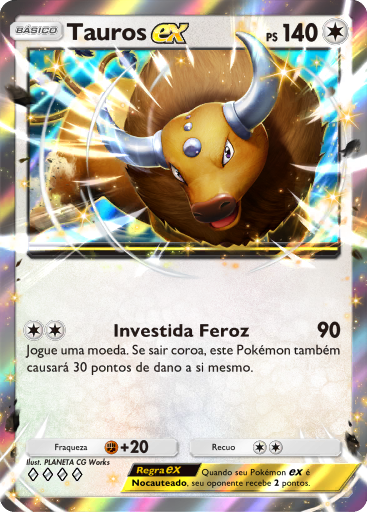 BÁSICO Tauros ex PS 140
Investida Feroz 90
Jogue uma moeda. Se sair coroa, este Pokémon também
causará 30 pontos de dano a si mesmo.
Fraqueza +20 Recuo
Ilust. PLANETA CG Works
Regra ex Quando seu Pokémon ex é
Nocauteado, seu oponente recebe 2 pontos.